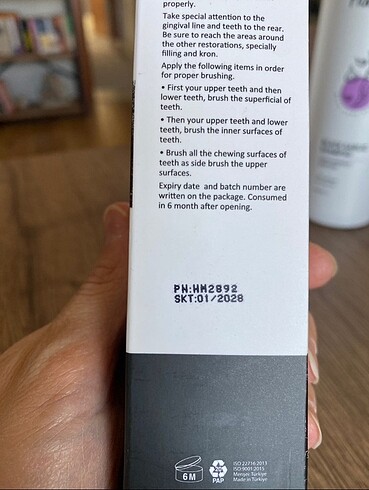 properly.
Take special attention to the
gingival line and teeth to the rear.
Be sure to reach the areas around
the other restorations, specially
filling and kron.
Apply the following items in order
for proper brushing.
• First your upper teeth and then
lower teeth, brush the superficial of
teeth.
• Then your upper teeth and lower
teeth, brush the inner surfaces of
teeth.
• Brush all the chewing surfaces of
teeth as side brush the upper
surfaces.
Expiry date and batch number are
written on the package. Consumed
in 6 month after opening.
PN:HM2892
SKT:01/2028
6M
PAP
ISO 22716:2013
ISO 9001:2015
Menşei Türkiye
Made in Türkiye